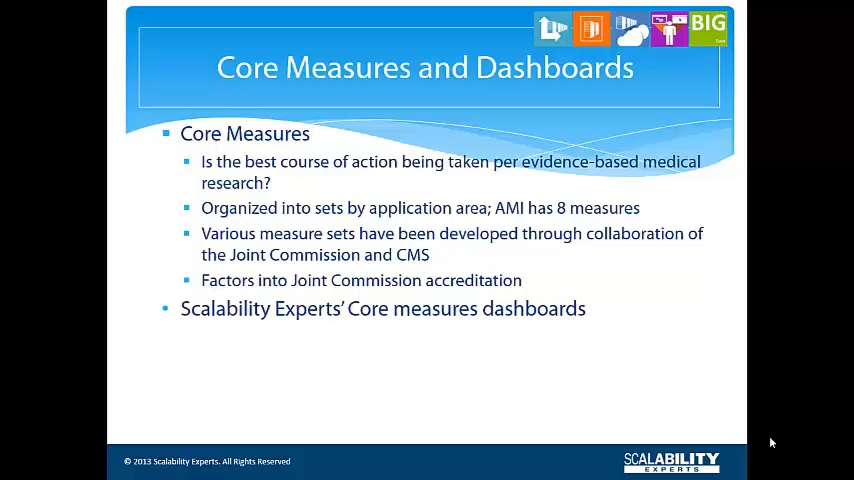 BIG
Data
Core Measures and Dashboards
Core Measures
Is the best course of action being taken per evidence-based medical
research?
Organized into sets by application area; AMI has 8 measures
Various measure sets have been developed through collaboration of
the Joint Commission and CMS
Factors into Joint Commission accreditation
Scalability Experts’ Core measures dashboards
© 2013 Scalability Experts. All Rights Reserved
SCALABILITY
EXPERTS